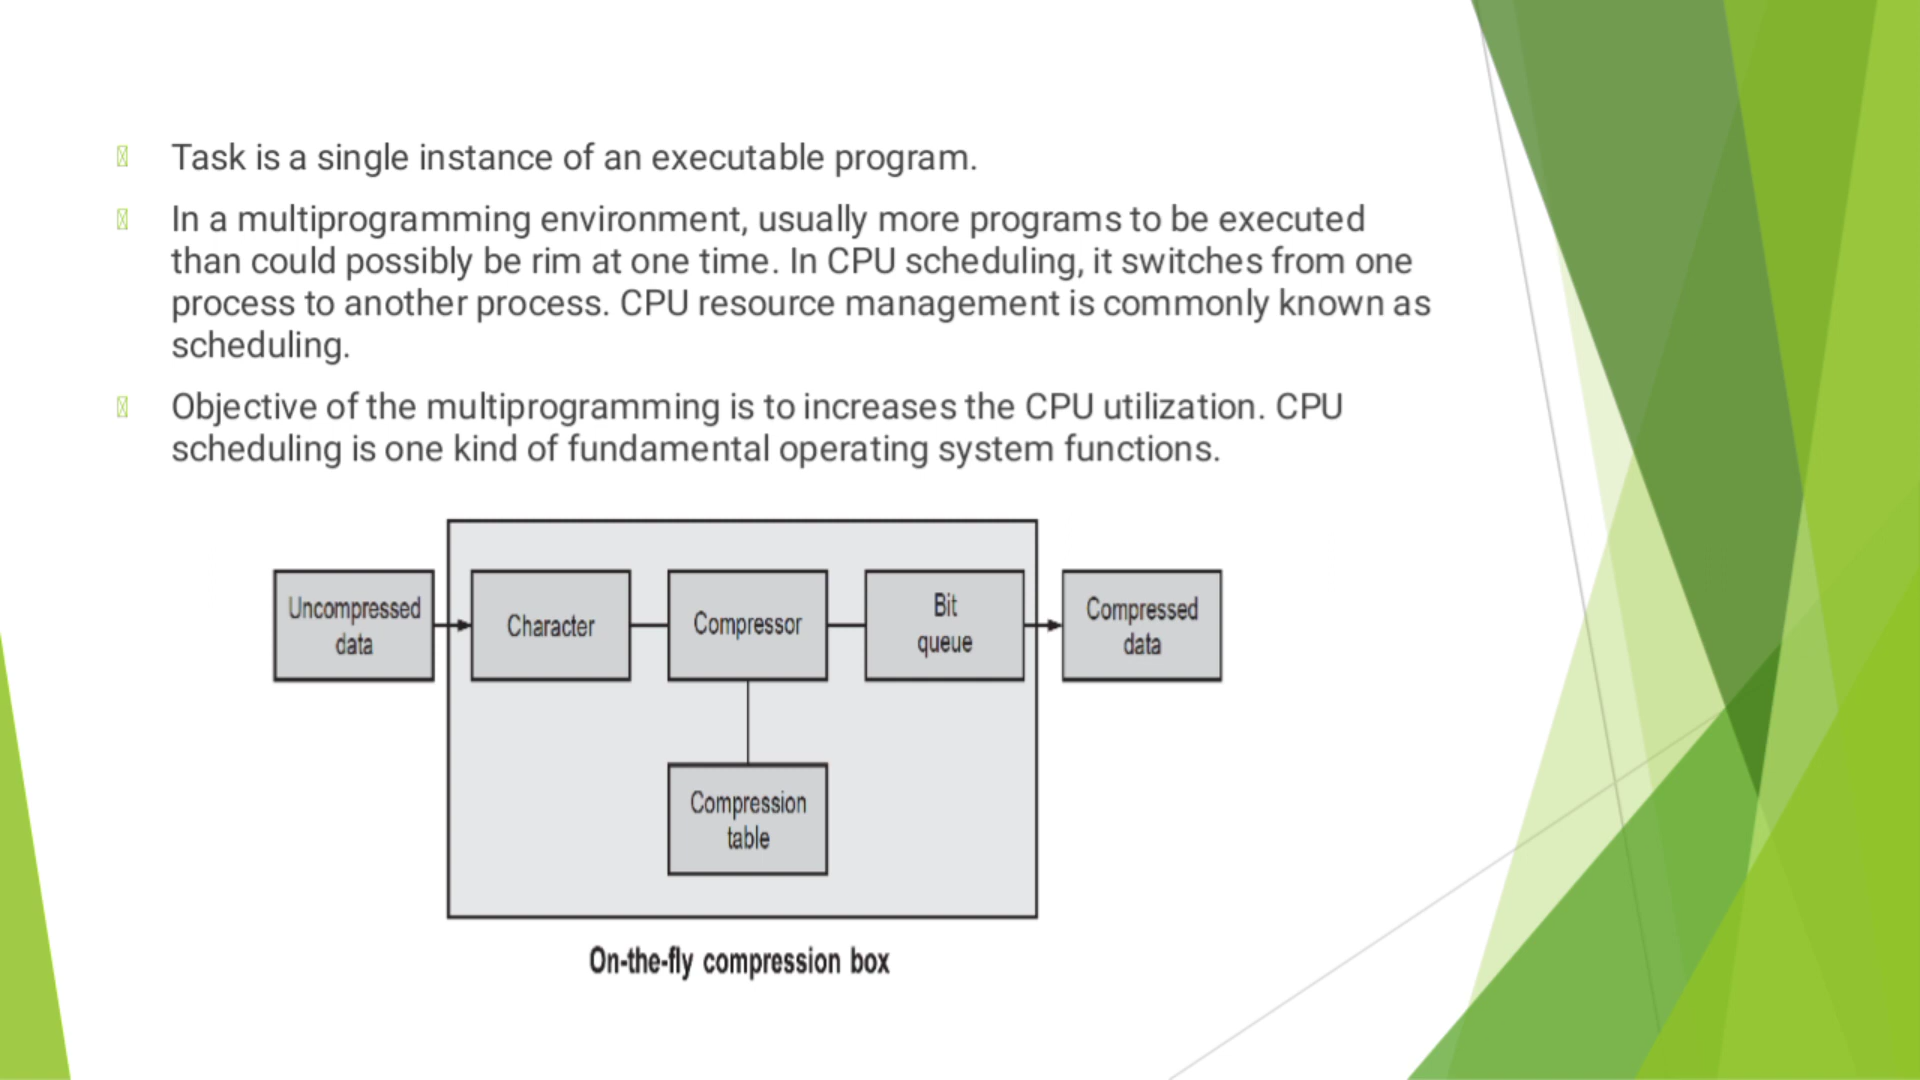 Task is a single instance of an executable program.
In a multiprogramming environment, usually more programs to be executed
than could possibly be rim at one time. In CPU scheduling, it switches from one
process to another process. CPU resource management is commonly known as
scheduling.
Objective of the multiprogramming is to increases the CPU utilization. CPU
scheduling is one kind of fundamental operating system functions.
Uncompressed
data
Character
Compressor
Bit
queue
Compressed
data
Compression
table
On-the-fly compression box